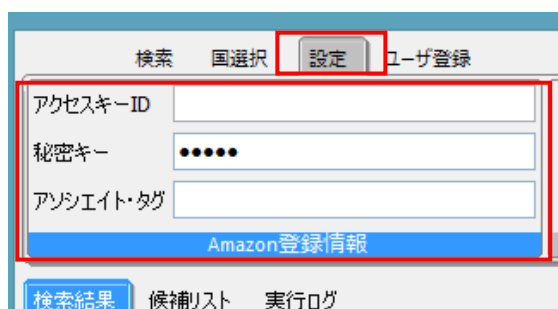 検索 国選択 設定 ユーザ登録
アクセスキーID
秘密キー ●●●●●
アソシエイト・タグ
Amazon登録情報
検索結果 候補リスト 実行ログ